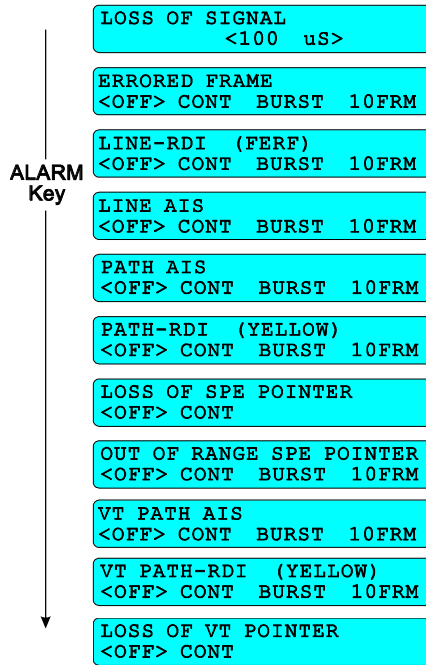 LOSS OF SIGNAL
<100 uS>
ERRORED FRAME
<OFF> CONT BURST 10FRM
LINE-RDI (FERF)
<OFF> CONT BURST 10FRM
ALARM
Key
LINE AIS
<OFF> CONT BURST 10FRM
PATH AIS
<OFF> CONT BURST 10FRM
PATH-RDI (YELLOW)
<OFF> CONT BURST 10FRM
LOSS OF SPE POINTER
<OFF> CONT
OUT OF RANGE SPE POINTER
<OFF> CONT BURST 10FRM
VT PATH AIS
<OFF> CONT BURST 10FRM
VT PATH-RDI (YELLOW)
<OFF> CONT BURST 10FRM
LOSS OF VT POINTER
<OFF> CONT